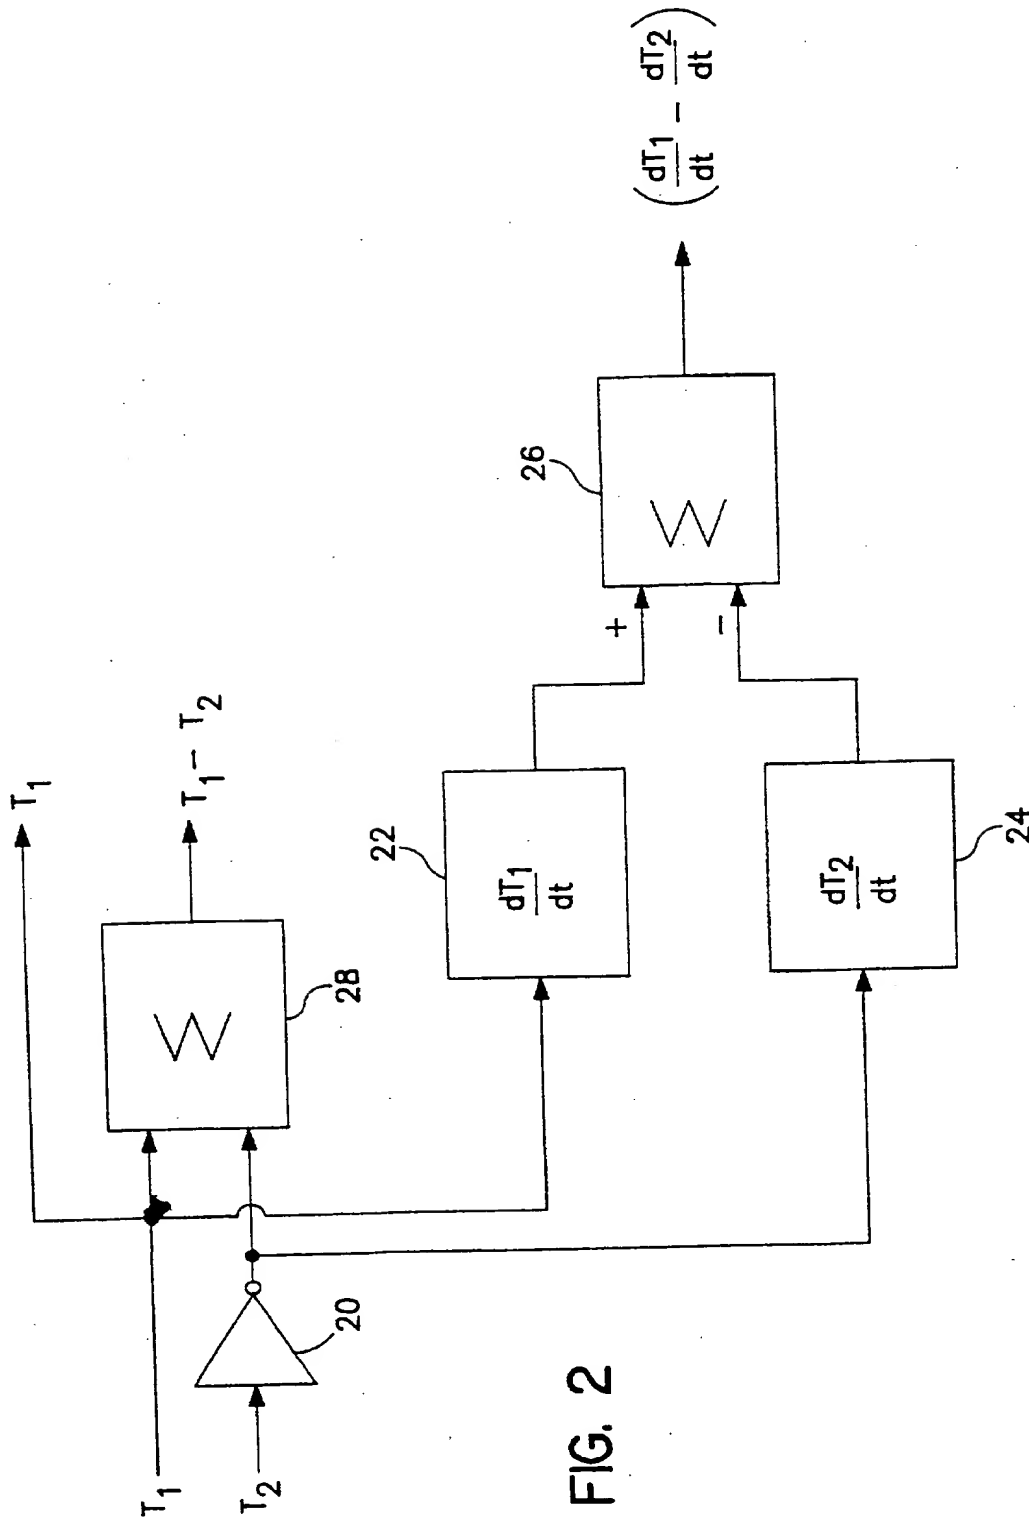 T₁
T₁
Σ
T₁ – T₂
T₂
20
28
22
dT₁
dt
26
Σ
+
−
(dT₁/dt − dT₂/dt)
dT₂
dt
24
FIG. 2